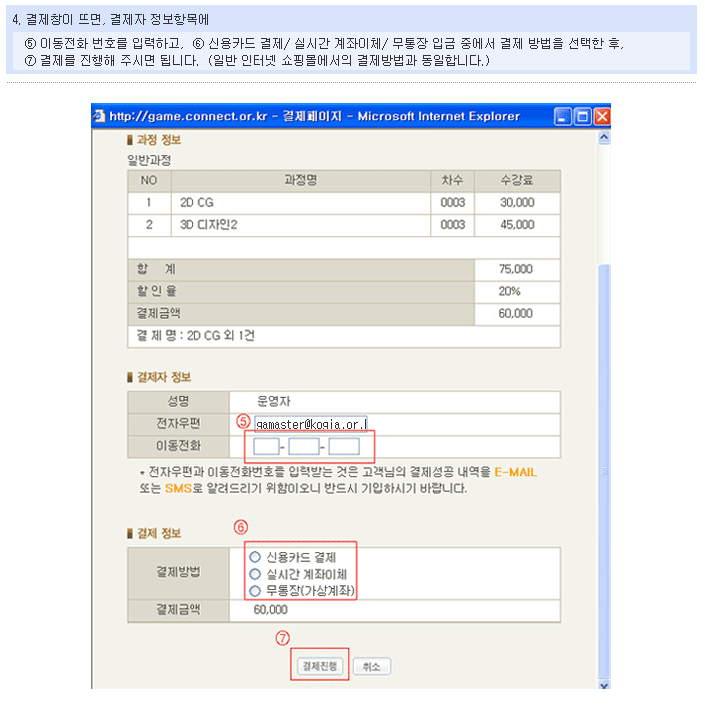 4. 결제창이 뜨면, 결제자 정보항목에
⑤ 이동전화 번호를 입력하고, ⑥ 신용카드 결제/ 실시간 계좌이체/ 무통장 입금 중에서 결제 방법을 선택한 후,
⑦ 결제를 진행해 주시면 됩니다. (일반 인터넷 쇼핑몰에서의 결제방법과 동일합니다.)
http://game.connect.or.kr - 결제페이지 - Microsoft Internet Explorer
과정 정보
일반과정
NO 과정명 차수 수강료
1 2D CG 0003 30,000
2 3D 디자인2 0003 45,000
합 계 75,000
할 인 율 20%
결제금액 60,000
결 제 명 : 2D CG 외 1건
결제자 정보
성명 운영자
전자우편 ⑤ gamaster@kogia.or.
이동전화 - -
* 전자우편과 이동전화번호를 입력받는 것은 고객님의 결제성공 내역을 E-MAIL
또는 SMS로 알려드리기 위함이오니 반드시 기입하시기 바랍니다.
결제 정보 ⑥
신용카드 결제
결제방법 실시간 계좌이체
무통장(가상계좌)
결제금액 60,000
⑦
결제진행 취소